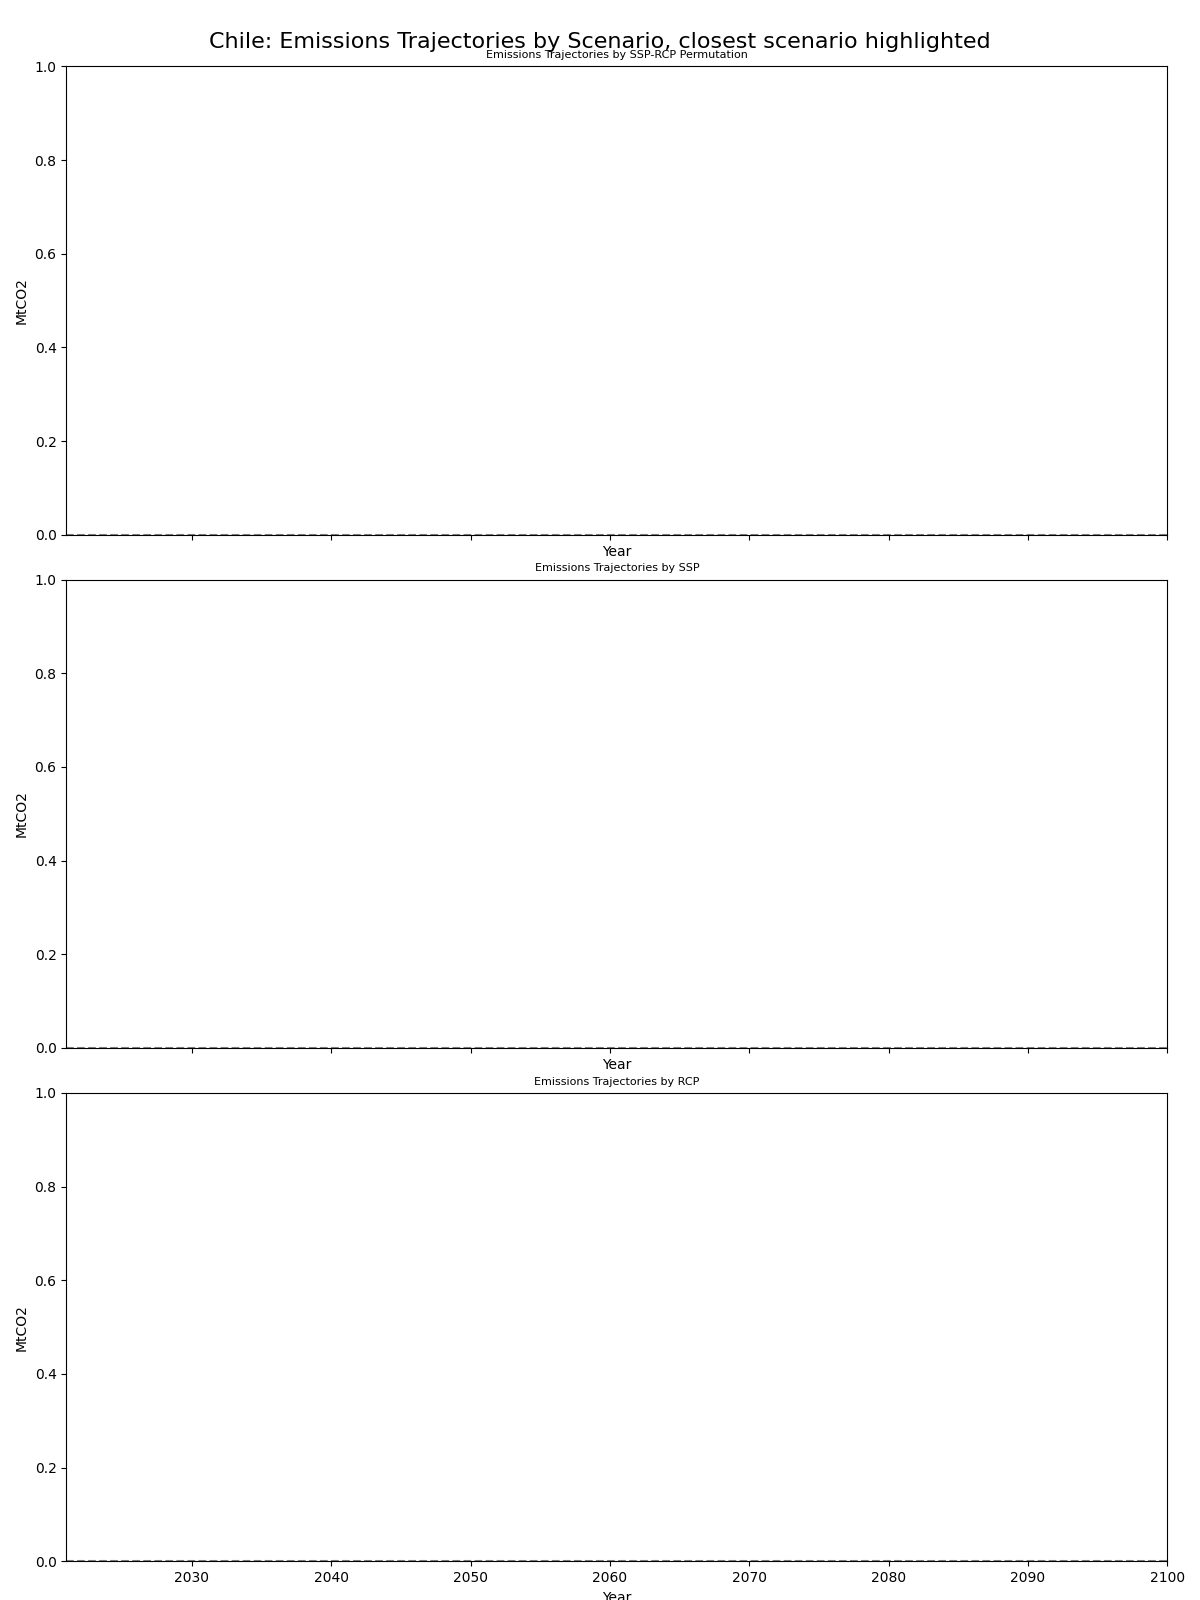 Chile: Emissions Trajectories by Scenario, closest scenario highlighted
Emissions Trajectories by SSP-RCP Permutation
1.0
0.8
0.6
0.4
0.2
0.0
MtCO2
Year
Emissions Trajectories by SSP
1.0
0.8
0.6
0.4
0.2
0.0
MtCO2
Year
Emissions Trajectories by RCP
1.0
0.8
0.6
0.4
0.2
0.0
MtCO2
2030 2040 2050 2060 2070 2080 2090 2100
Year